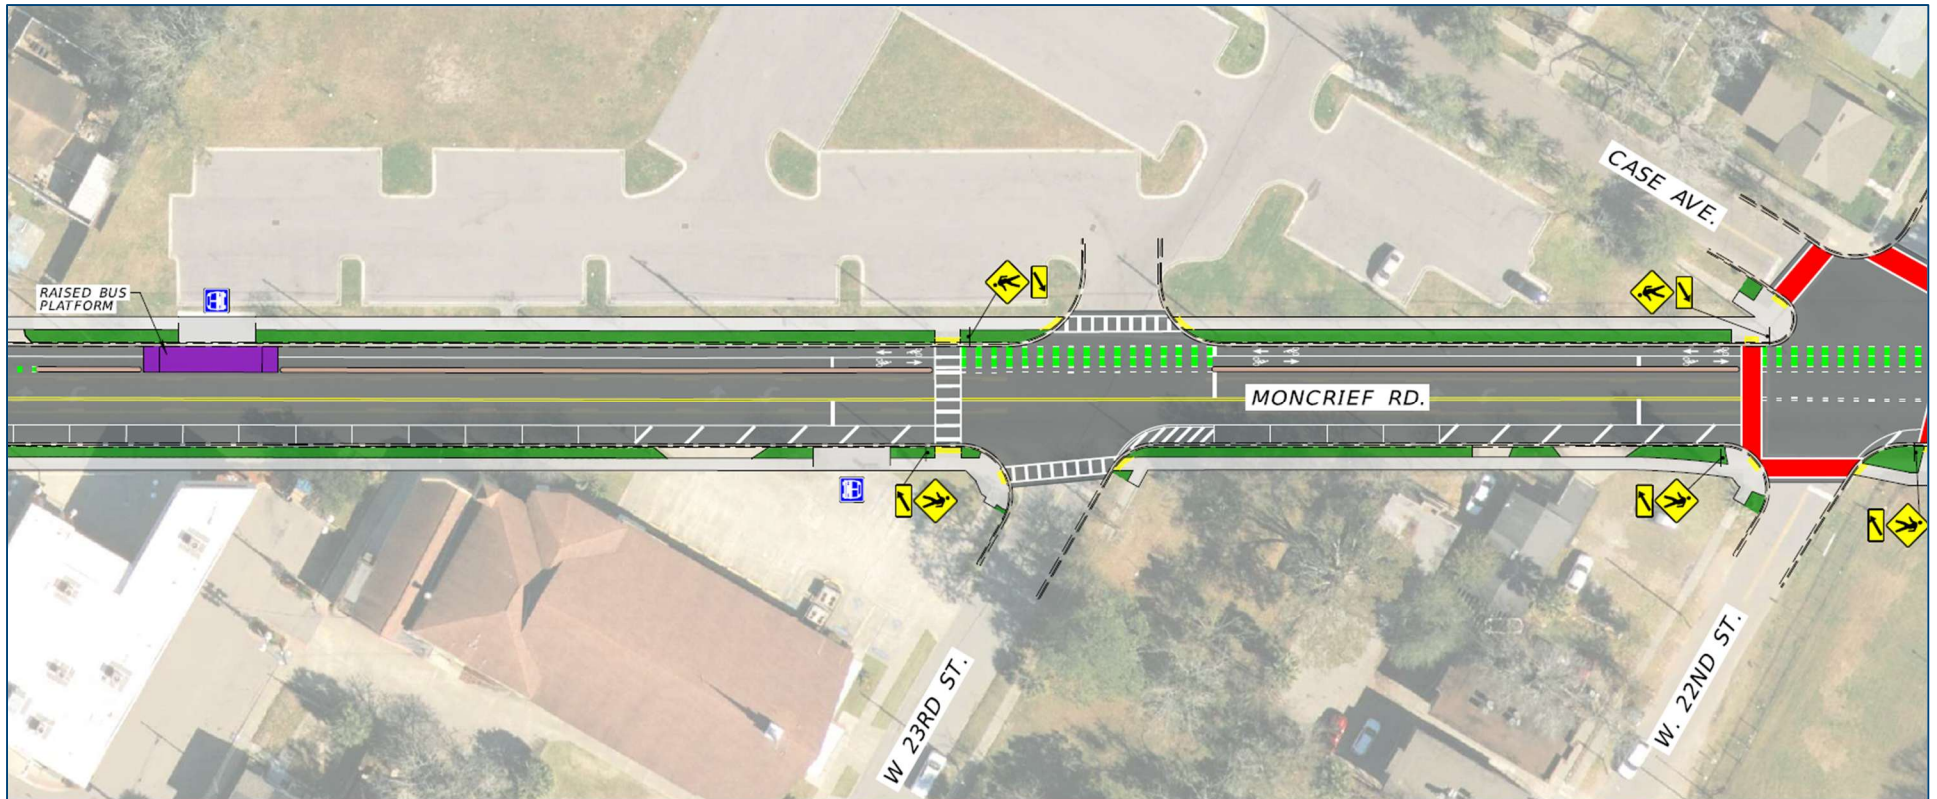 CASE AVE.
RAISED BUS
PLATFORM
MONCRIEF RD.
W 23RD ST.
W. 22ND ST.